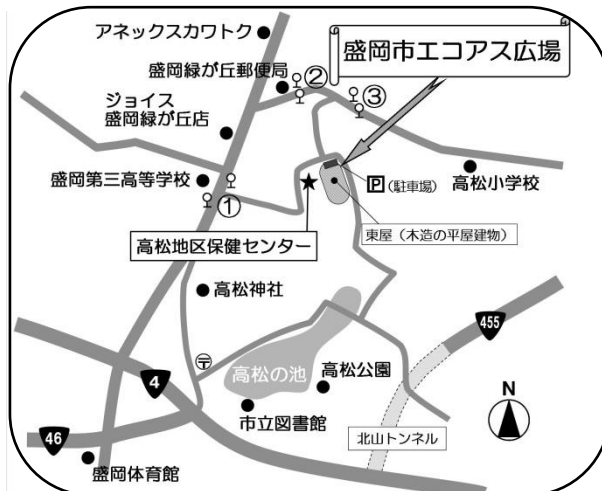 アネックスカワトク
盛岡市エコアス広場
盛岡緑が丘郵便局
②
③
ジョイス
盛岡緑が丘店
盛岡第三高等学校
①
P(駐車場)
高松小学校
東屋（木造の平屋建物）
高松地区保健センター
高松神社
〒
455
4
高松の池
高松公園
N
市立図書館
北山トンネル
46
盛岡体育館